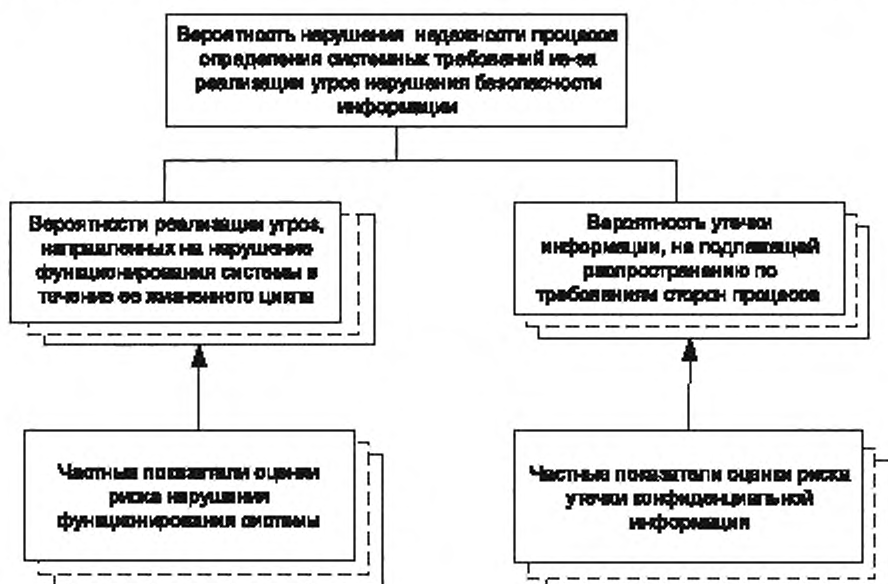 Вероятность нарушения надежности процесса
определения системных требований из-за
реализации угроз нарушения безопасности
информации
Вероятности реализации угроз,
направленных на нарушение
функционирования системы в
течение ее жизненного цикла
Вероятность утечки
информации, не подлежащей
распространению по
требованиям сторон процесса
Частные показатели оценки
риска нарушения
функционирования системы
Частные показатели оценки риска
утечки конфиденциальной
информации